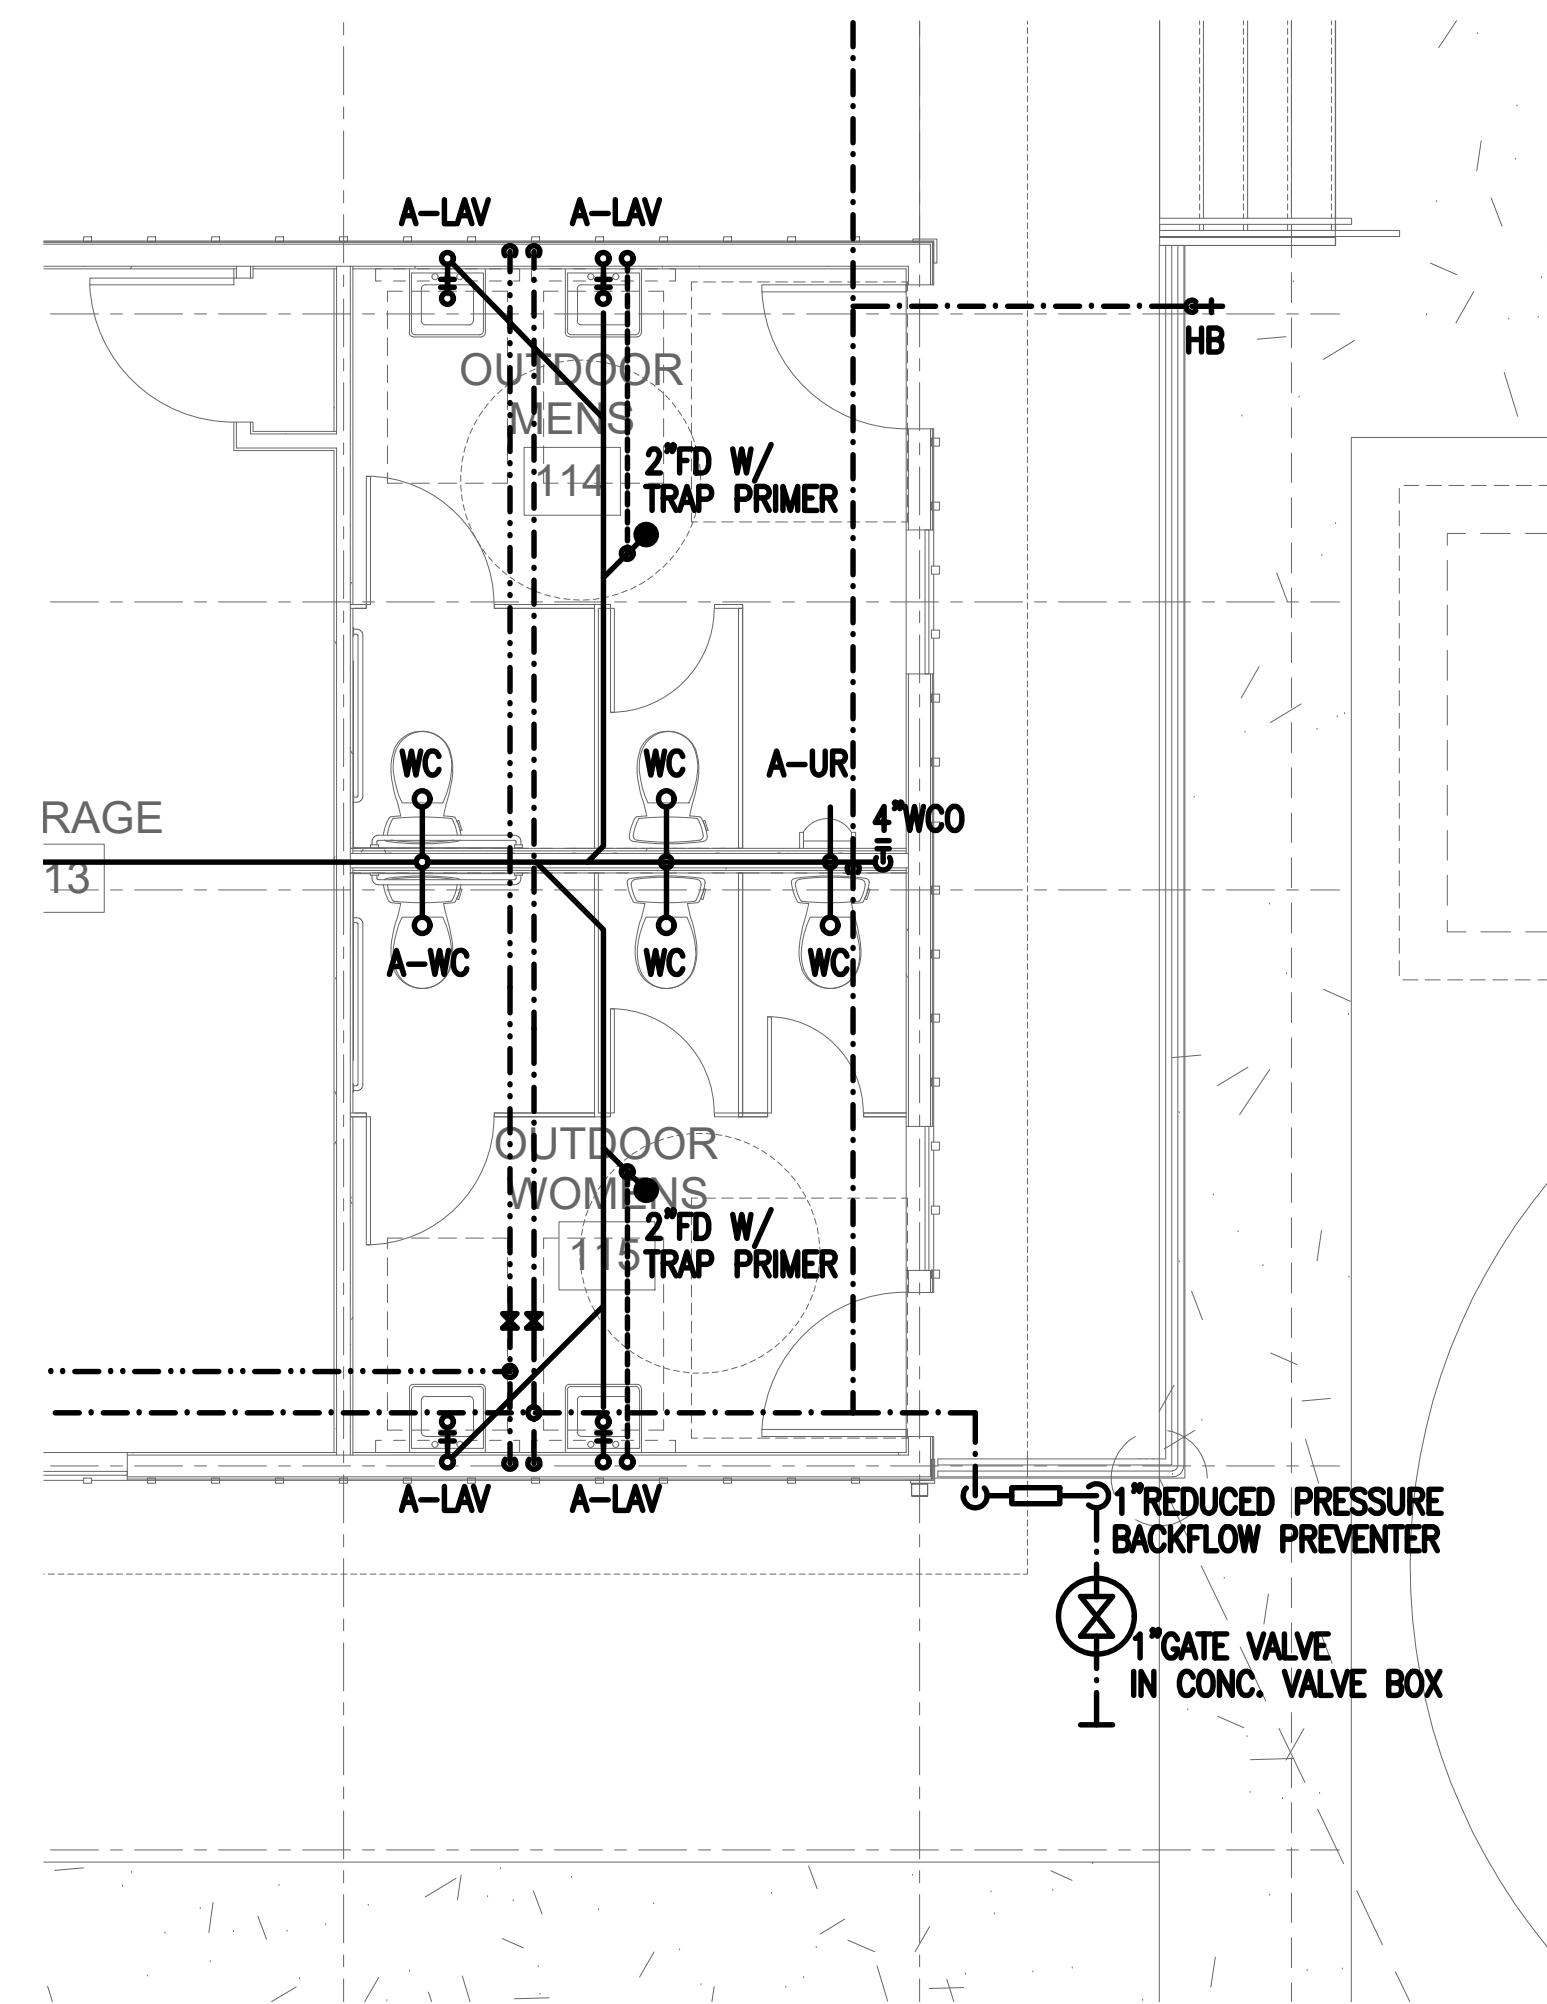 A-LAV
A-LAV
HB
OUTDOOR
MENS
114
2"FD W/
TRAP PRIMER
WC
WC
A-UR
4"WCO
RAGE
13
A-WC
WC
WC
OUTDOOR
WOMENS
115
2"FD W/
TRAP PRIMER
A-LAV
A-LAV
1"REDUCED PRESSURE
BACKFLOW PREVENTER
1"GATE VALVE
IN CONC. VALVE BOX